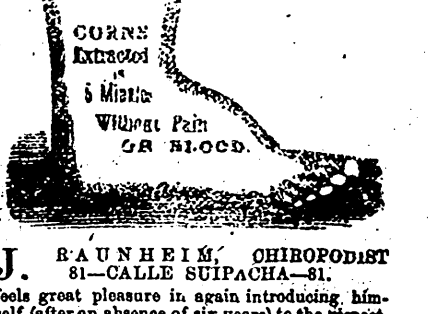 CORNS
Extracted
in
5 Minutes
Without Pain
OR BLOOD.
J. RAUNHEIM, CHIROPODIST
81—CALLE SUIPACHA—81.
feels great pleasure in again introducing him-
self (after an absence of six years) to the